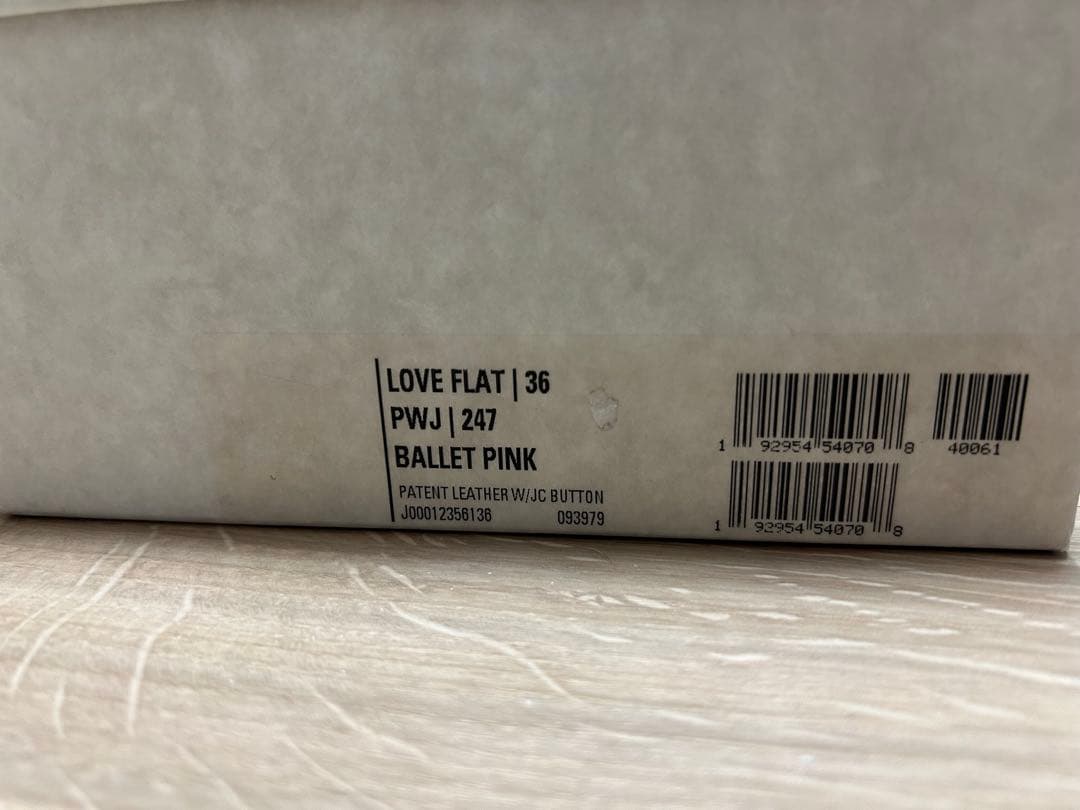 LOVE FLAT | 36
PWJ | 247
BALLET PINK
PATENT LEATHER W/JC BUTTON
J00012356136 093979
1 92954 54070 8 40061
1 92954 54070 8